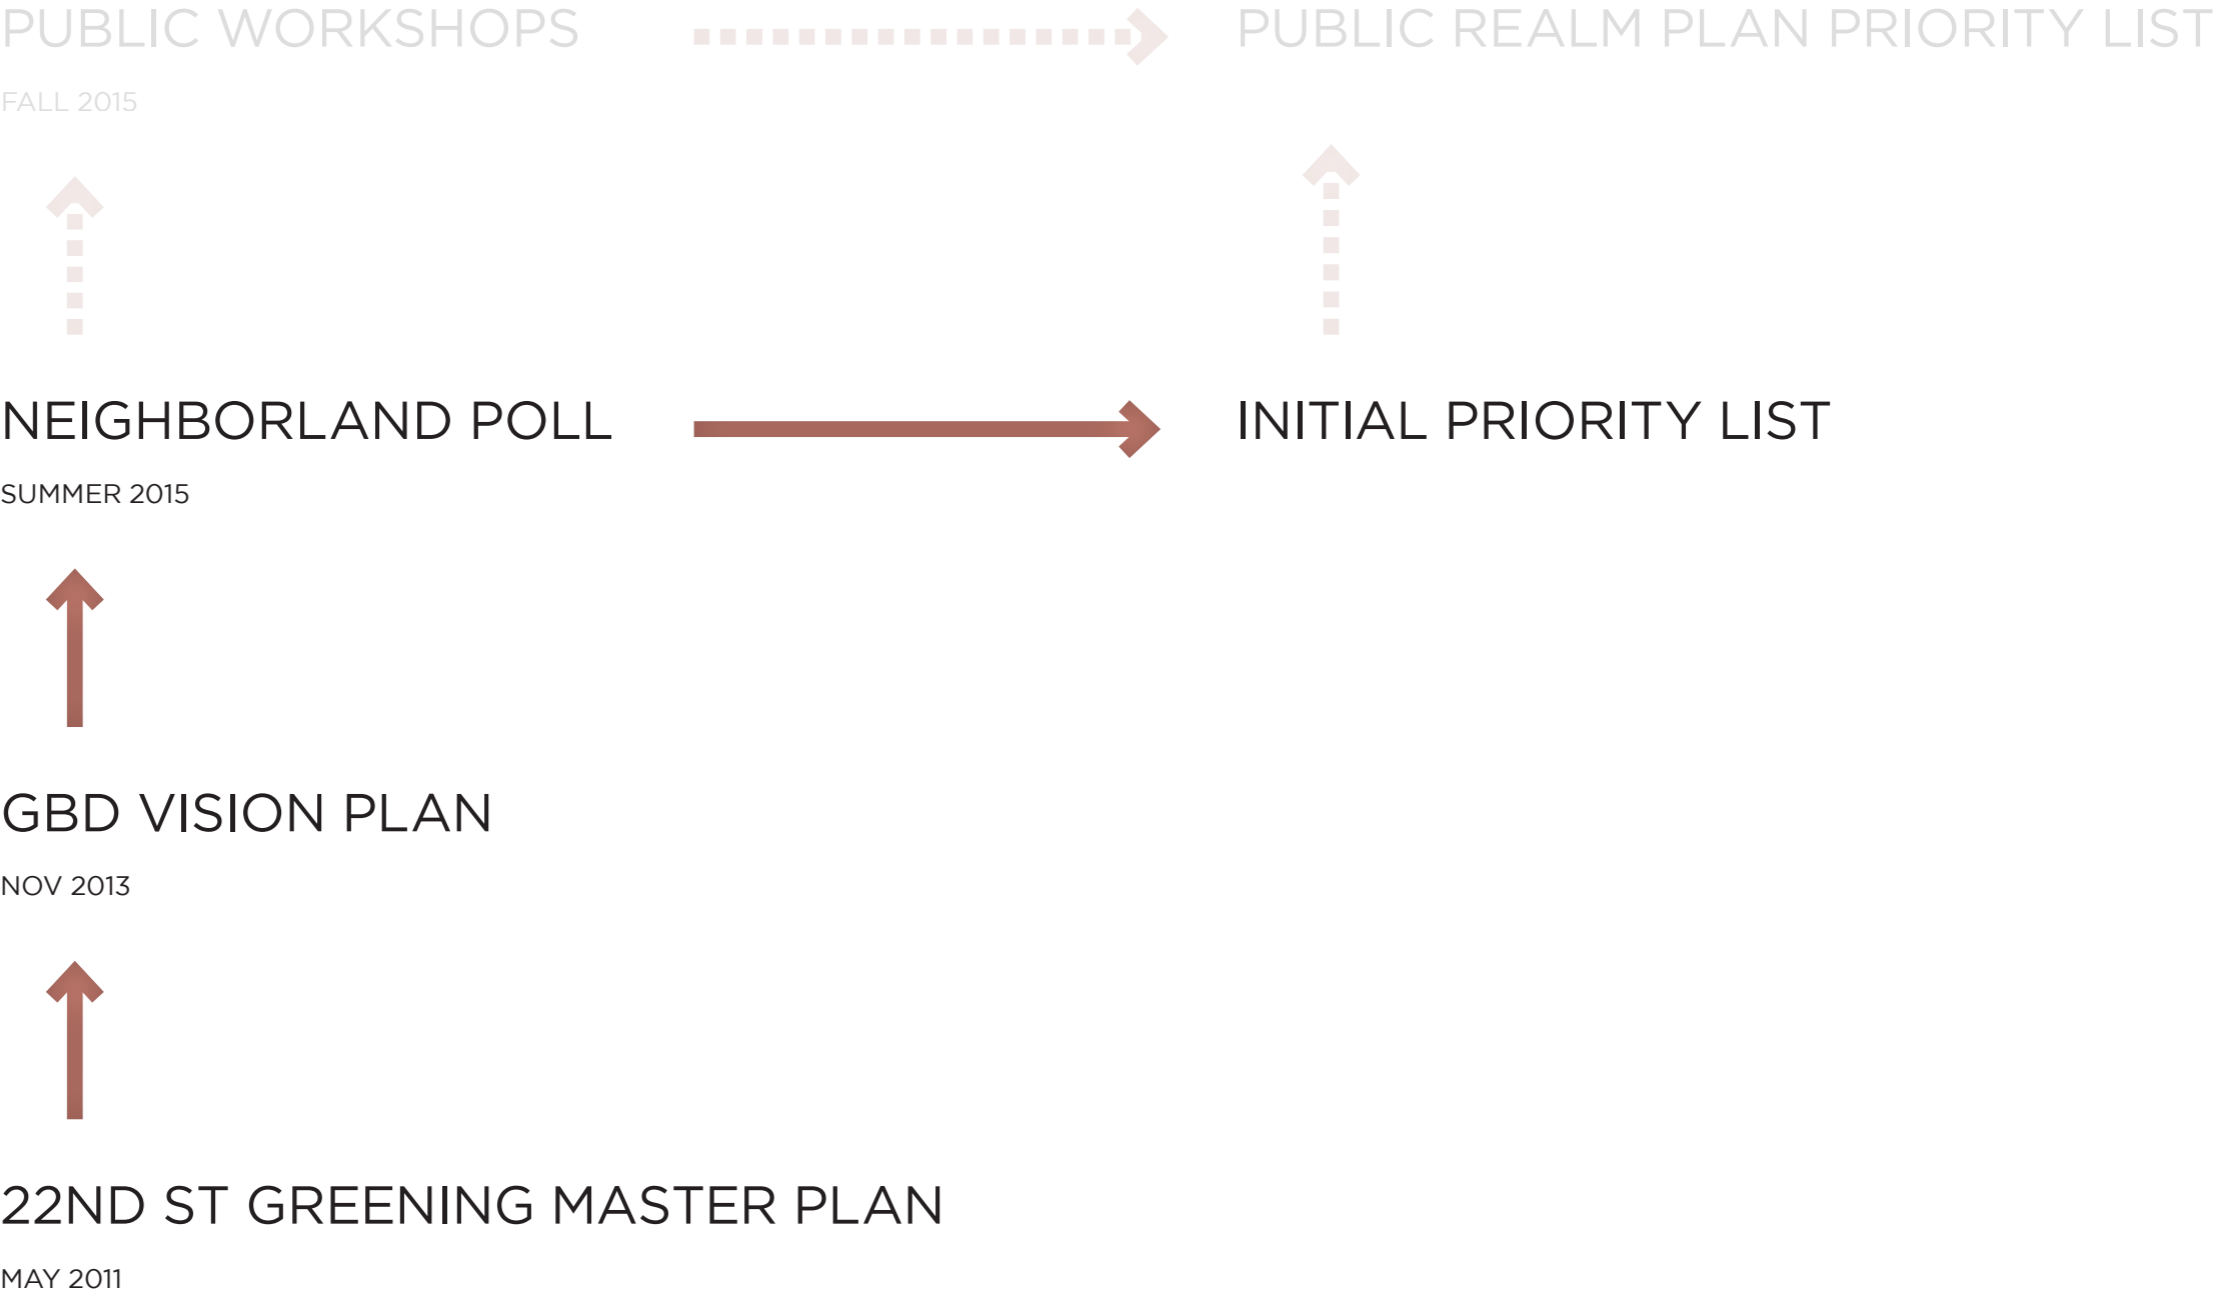 PUBLIC WORKSHOPS
PUBLIC REALM PLAN PRIORITY LIST
FALL 2015
NEIGHBORLAND POLL
INITIAL PRIORITY LIST
SUMMER 2015
GBD VISION PLAN
NOV 2013
22ND ST GREENING MASTER PLAN
MAY 2011